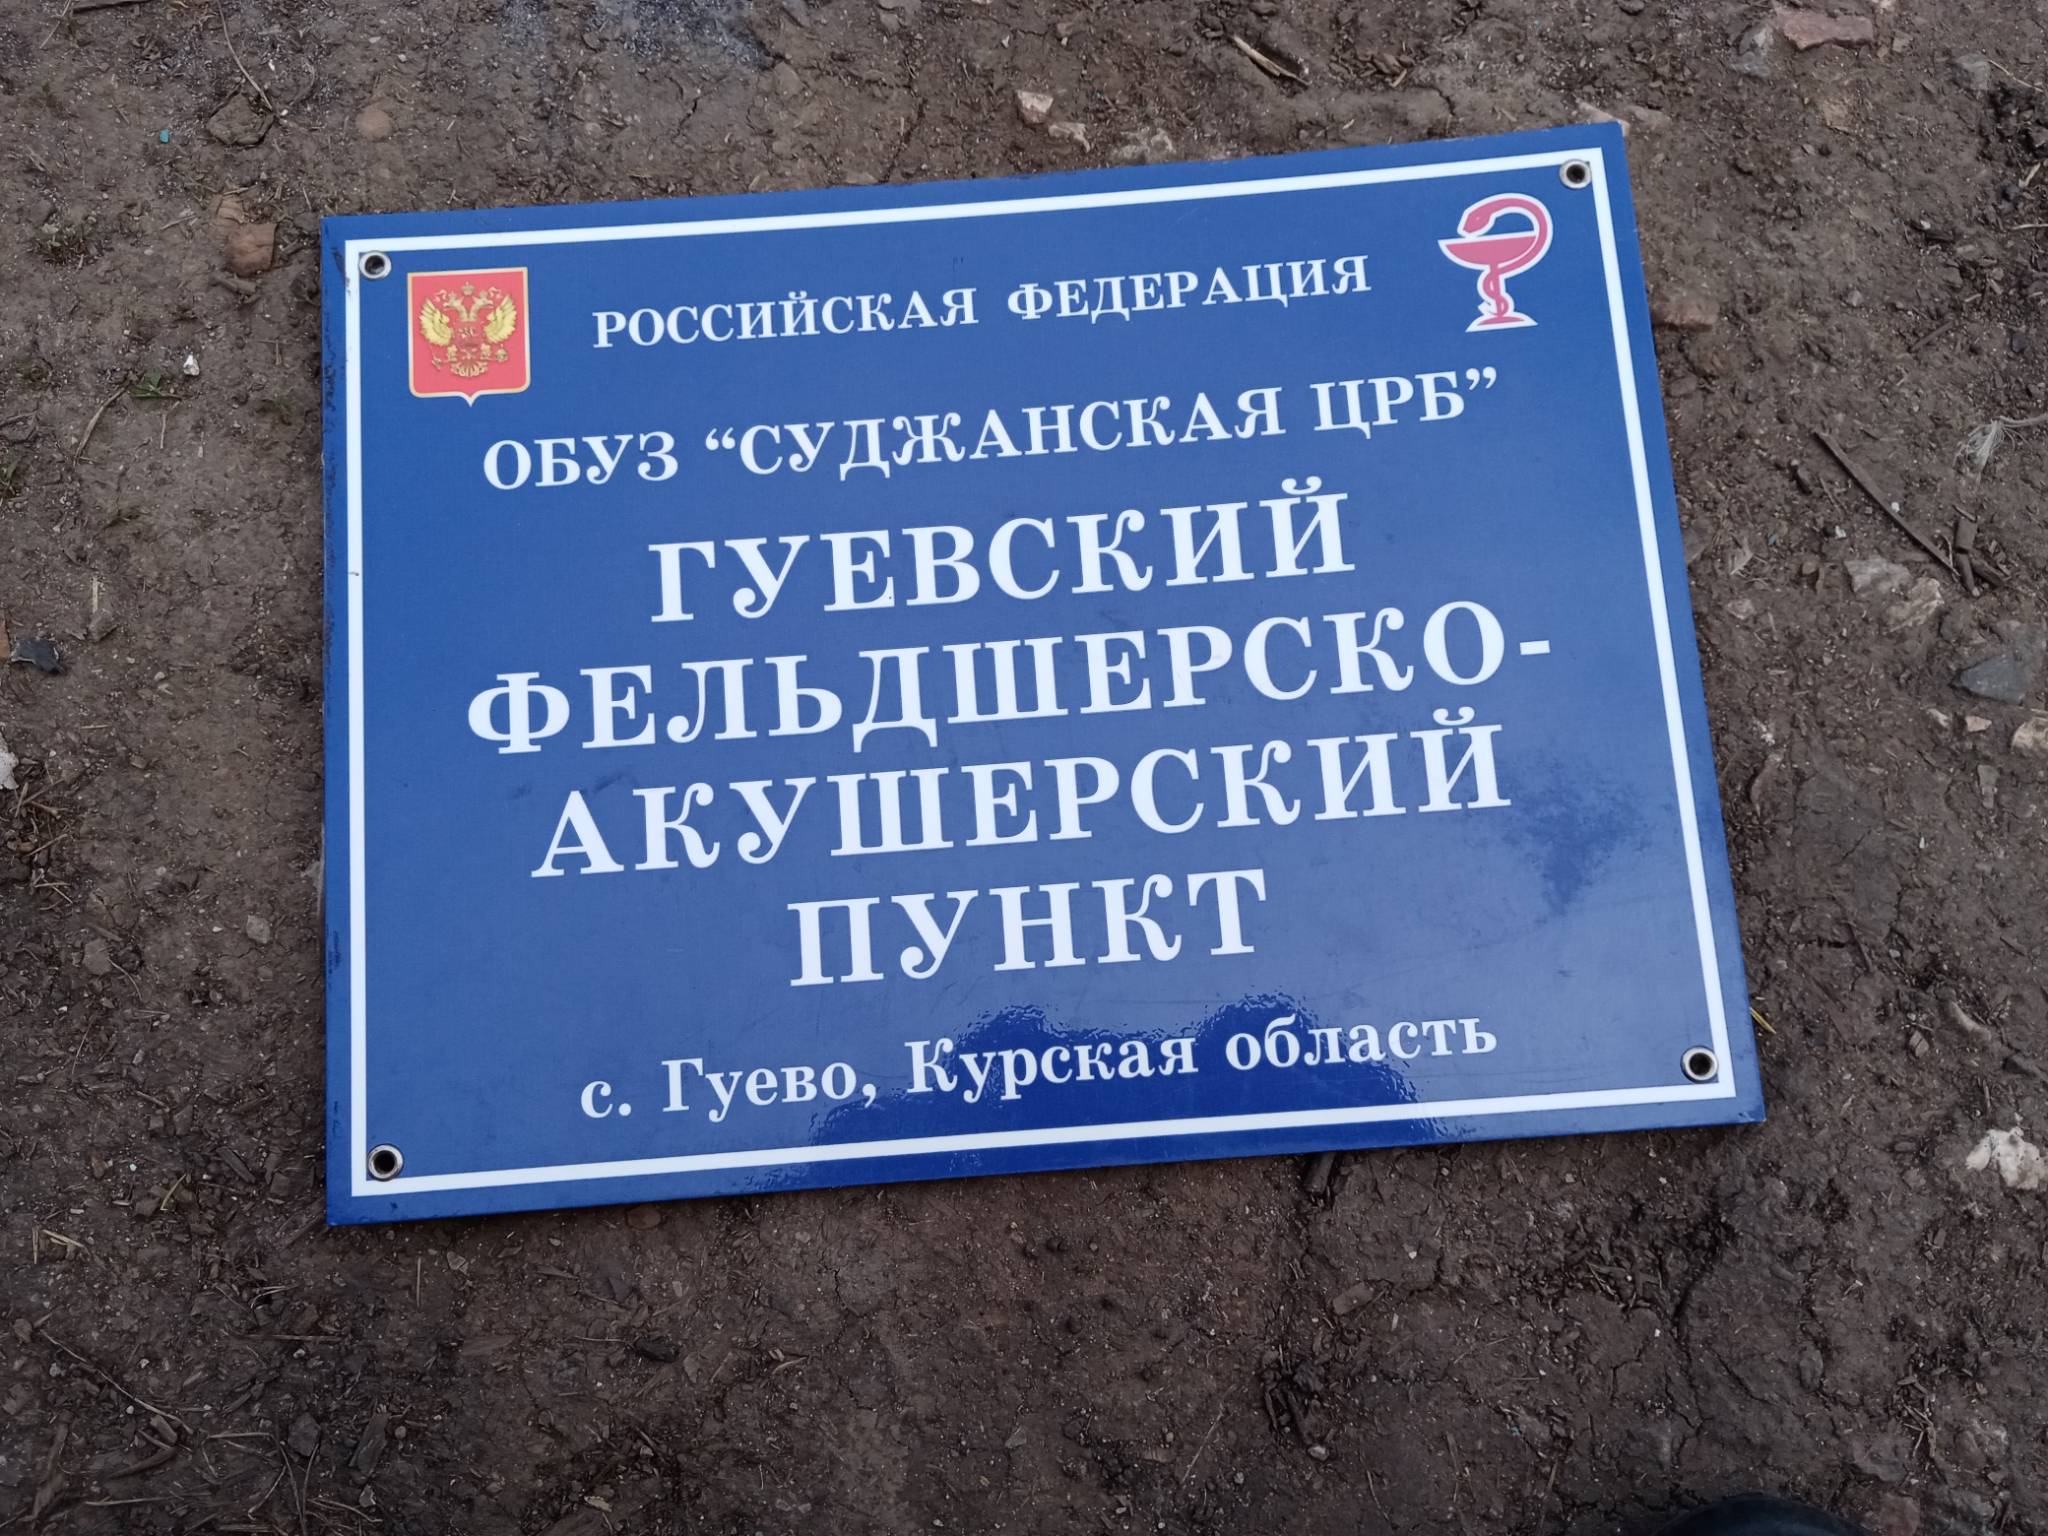 РОССИЙСКАЯ ФЕДЕРАЦИЯ
ОБУЗ “СУДЖАНСКАЯ ЦРБ”
ГУЕВСКИЙ
ФЕЛЬДШЕРСКО-
АКУШЕРСКИЙ
ПУНКТ
с. Гуево, Курская область